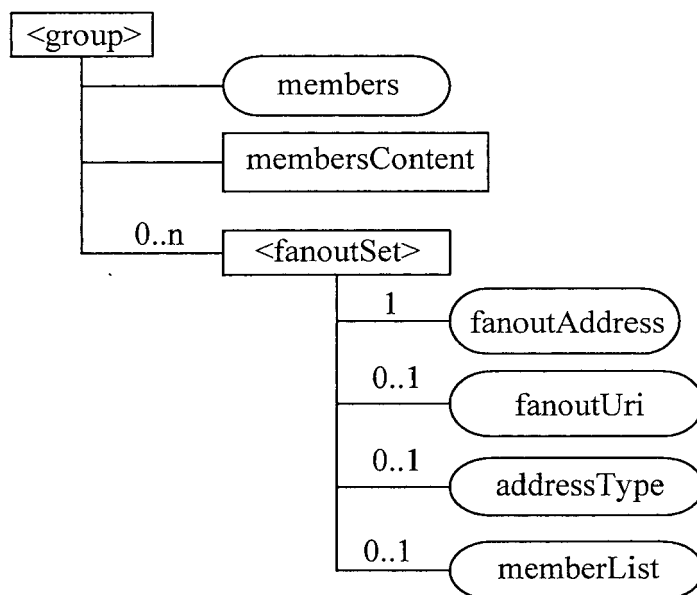 <group>
members
membersContent
0..n
<fanoutSet>
1
fanoutAddress
0..1
fanoutUri
0..1
addressType
0..1
memberList